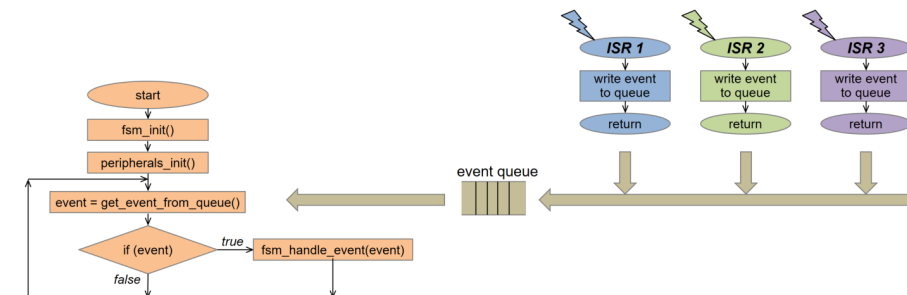 ISR 1
write event
to queue
return
ISR 2
write event
to queue
return
ISR 3
write event
to queue
return
start
fsm_init()
peripherals_init()
event = get_event_from_queue()
if (event)
true
false
fsm_handle_event(event)
event queue